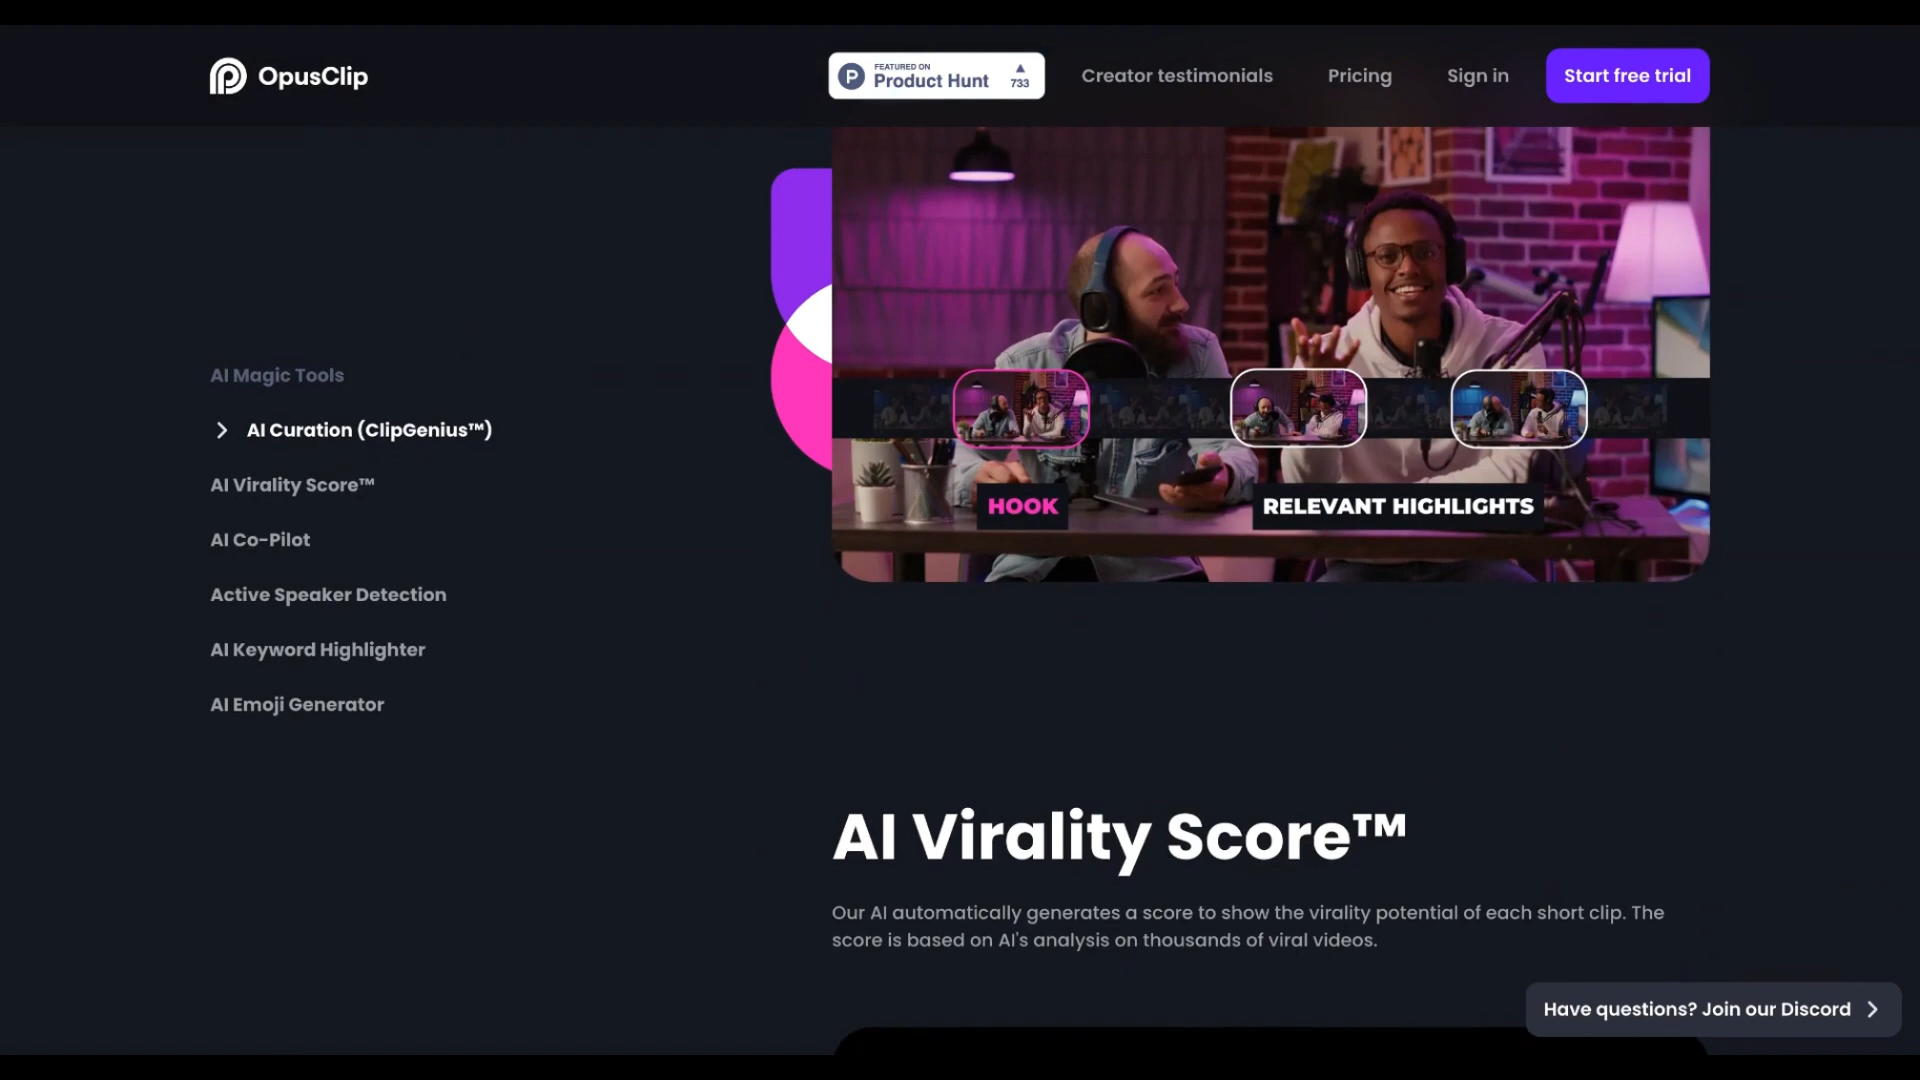 OpusClip
FEATURED ON
Product Hunt
733
Creator testimonials
Pricing
Sign in
Start free trial
AI Magic Tools
AI Curation (ClipGenius™)
AI Virality Score™
AI Co-Pilot
Active Speaker Detection
AI Keyword Highlighter
AI Emoji Generator
HOOK
RELEVANT HIGHLIGHTS
AI Virality Score™
Our AI automatically generates a score to show the virality potential of each short clip. The
score is based on AI's analysis on thousands of viral videos.
Have questions? Join our Discord